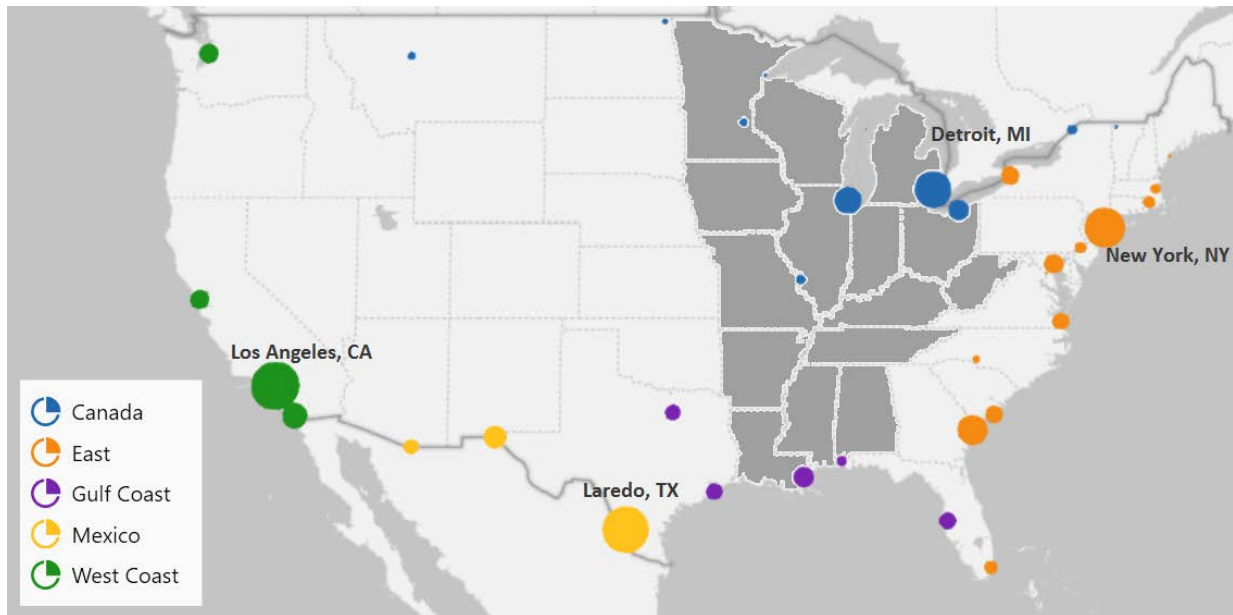 Detroit, MI
New York, NY
Los Angeles, CA
Laredo, TX
Canada
East
Gulf Coast
Mexico
West Coast